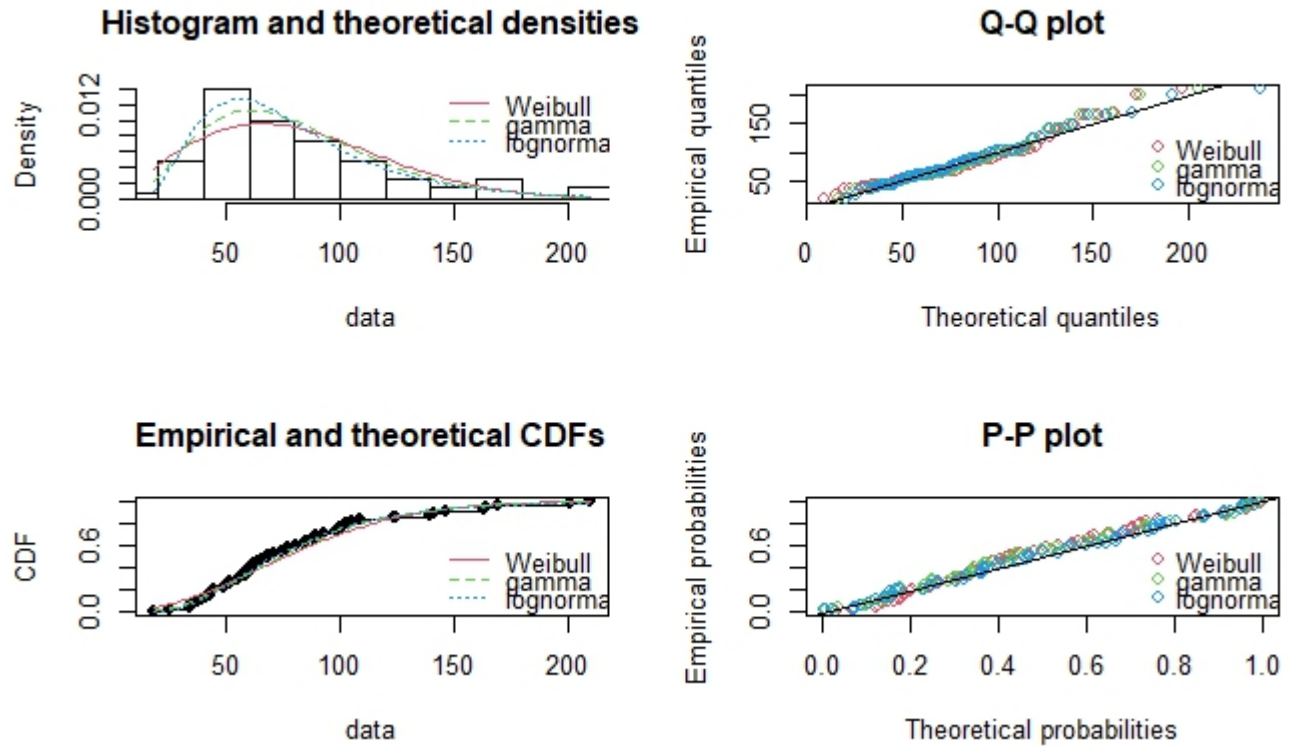 Histogram and theoretical densities
Density
0.000 0.012
Weibull
gamma
lognorma
50 100 150 200
data
Q-Q plot
Empirical quantiles
50 150
Weibull
gamma
lognorma
0 50 100 150 200
Theoretical quantiles
Empirical and theoretical CDFs
CDF
0.0 0.6
Weibull
gamma
lognorma
50 100 150 200
data
P-P plot
Empirical probabilities
0.0 0.6
Weibull
gamma
lognorma
0.0 0.2 0.4 0.6 0.8 1.0
Theoretical probabilities